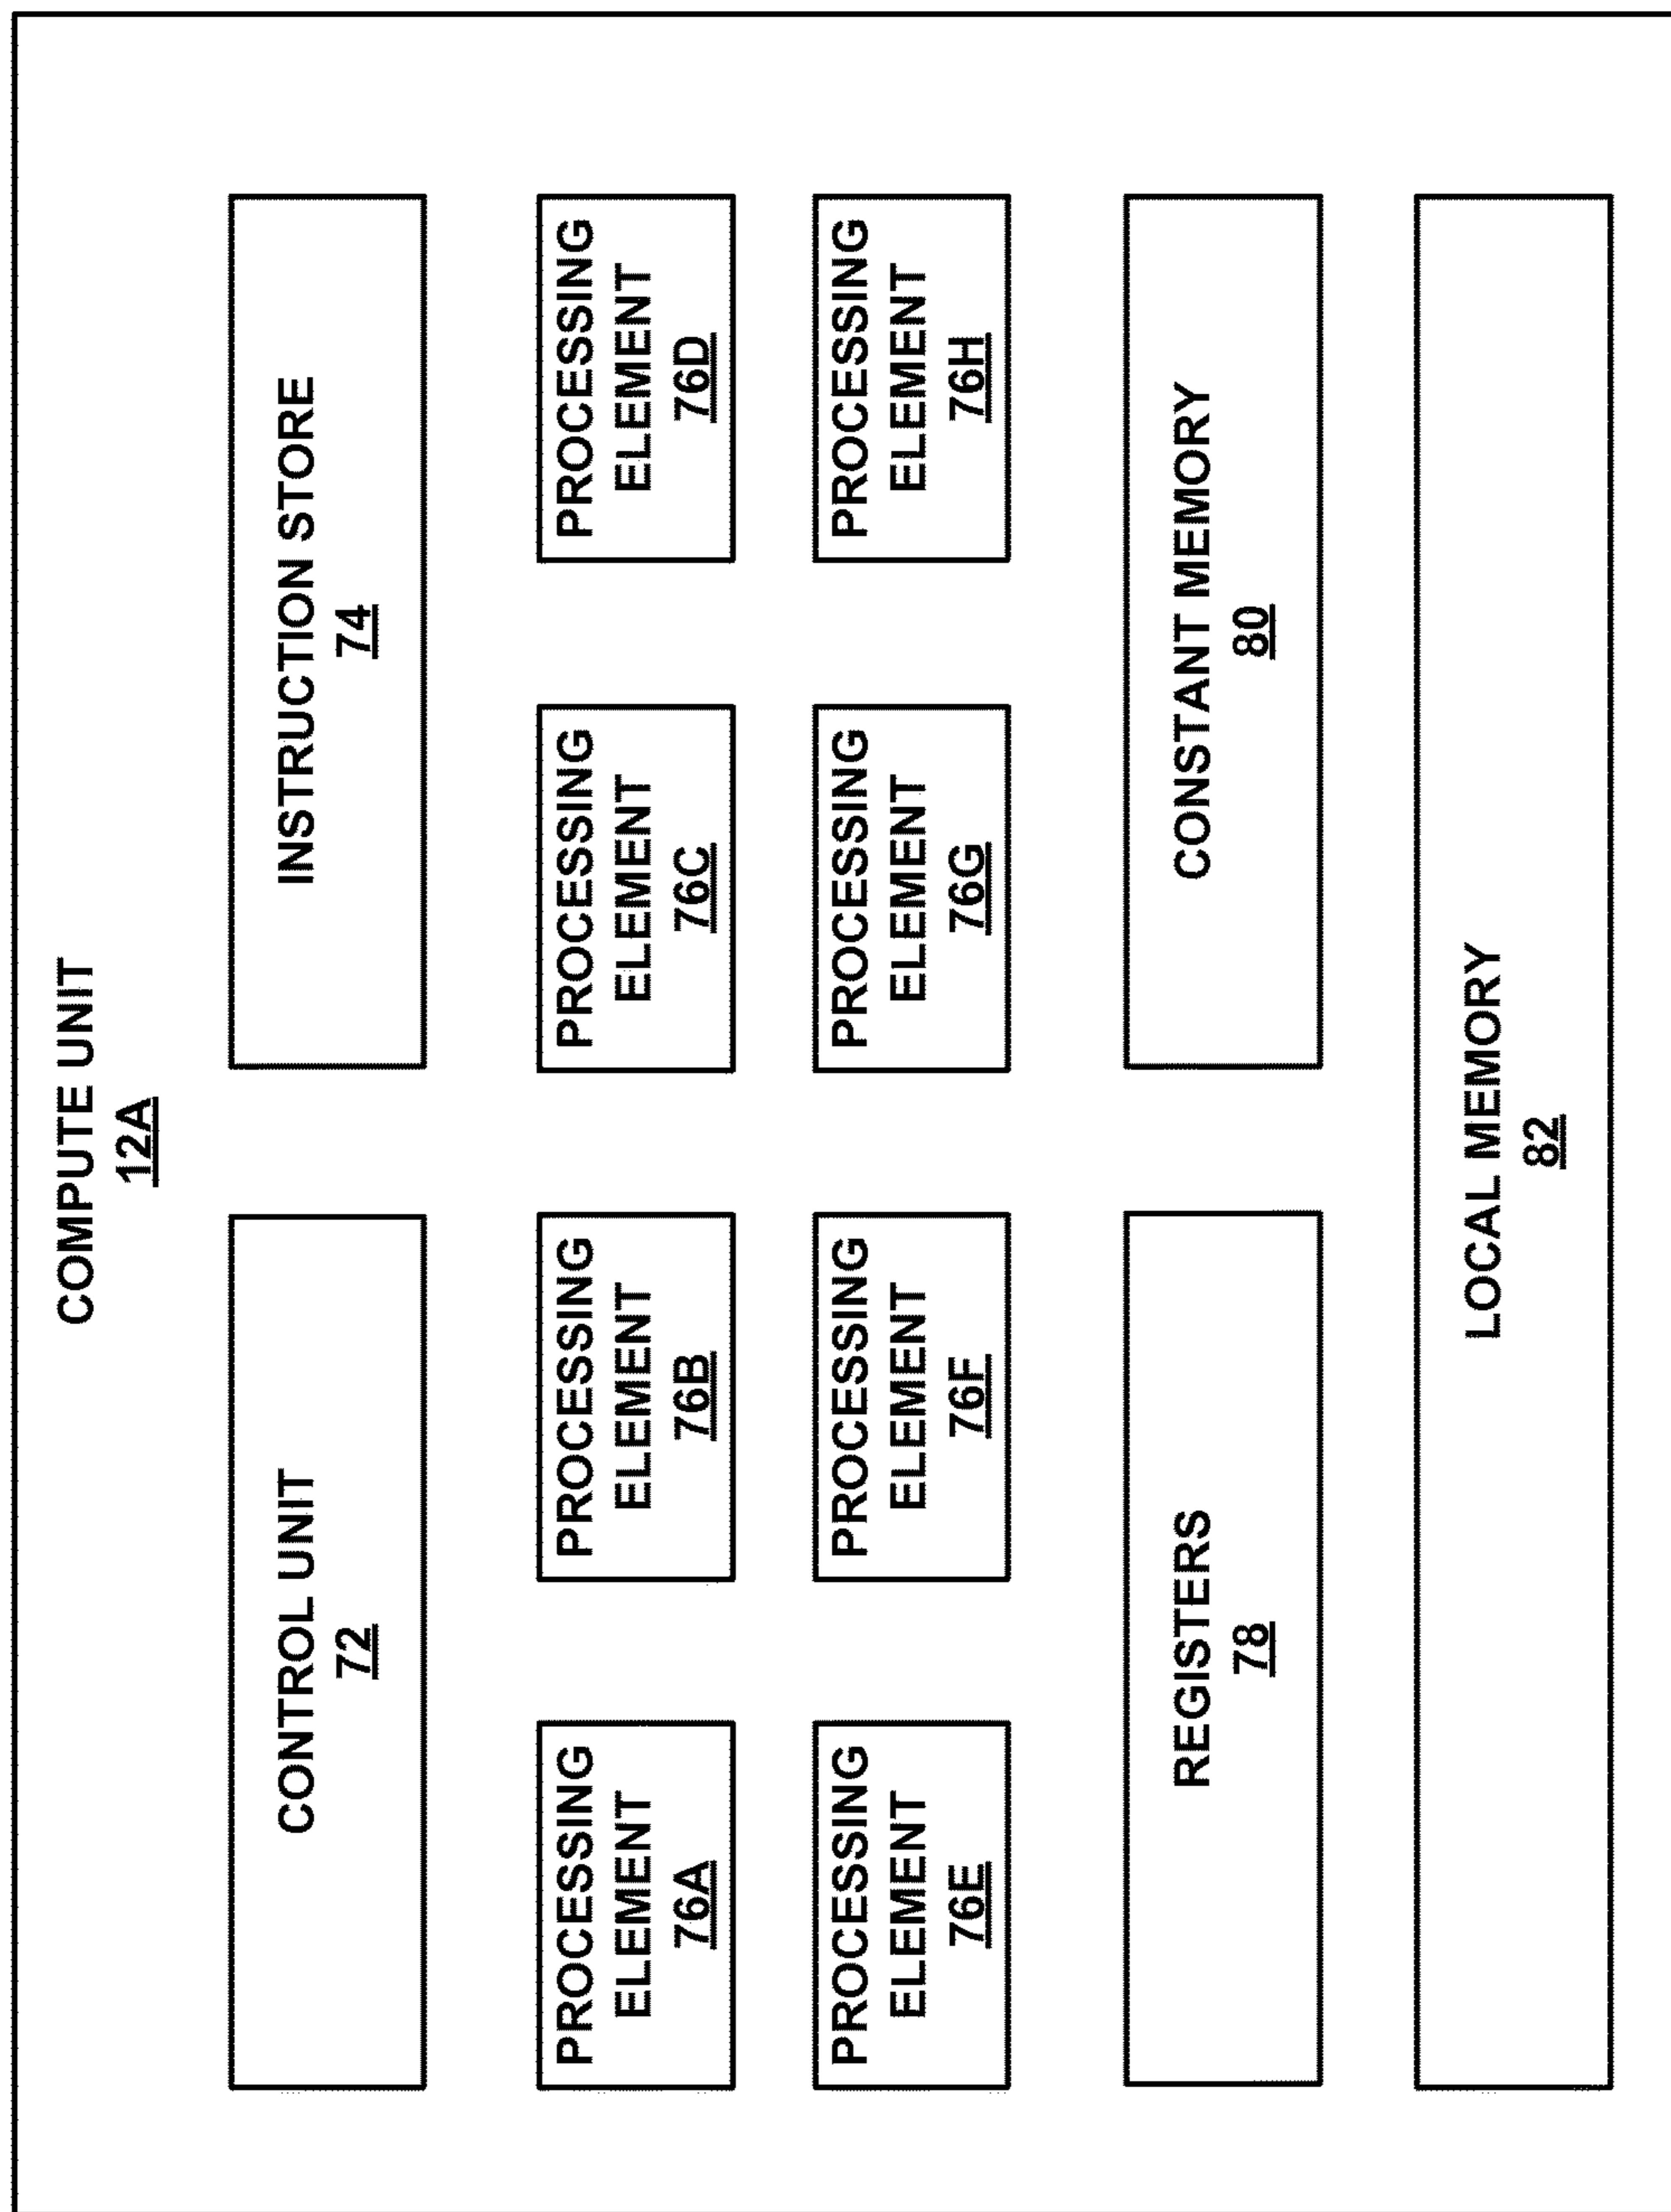 COMPUTE UNIT
12A
CONTROL UNIT
72
INSTRUCTION STORE
74
PROCESSING
ELEMENT
76A
PROCESSING
ELEMENT
76B
PROCESSING
ELEMENT
76C
PROCESSING
ELEMENT
76D
PROCESSING
ELEMENT
76E
PROCESSING
ELEMENT
76F
PROCESSING
ELEMENT
76G
PROCESSING
ELEMENT
76H
REGISTERS
78
CONSTANT MEMORY
80
LOCAL MEMORY
82